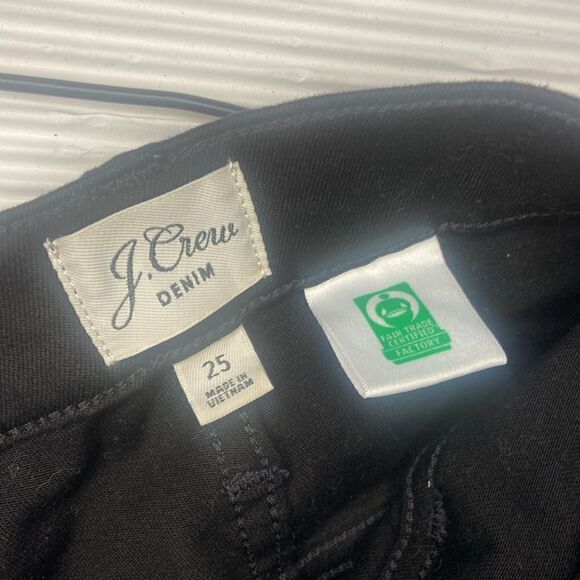 J.Crew
DENIM
25
MADE IN
VIETNAM
FAIR TRADE
CERTIFIED
FACTORY